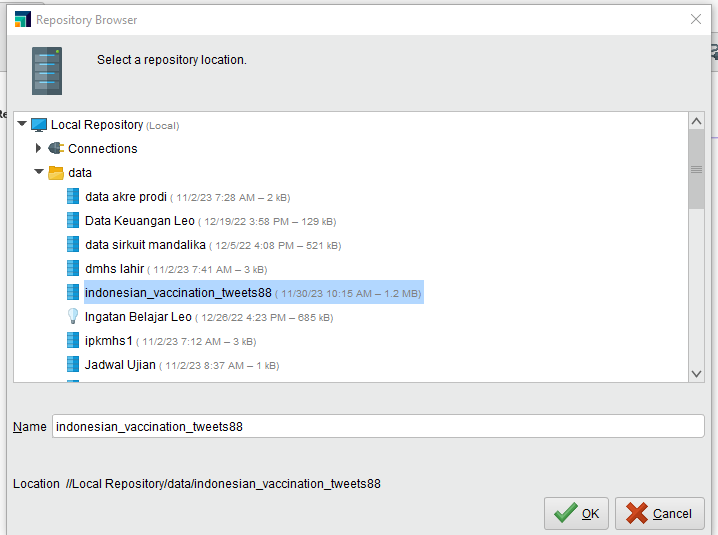 Repository Browser
Select a repository location.
Local Repository (Local)
Connections
data
data akre prodi ( 11/2/23 7:28 AM – 2 kB)
Data Keuangan Leo ( 12/19/22 3:58 PM – 129 kB)
data sirkuit mandalika ( 12/5/22 4:08 PM – 521 kB)
dmhs lahir ( 11/2/23 7:41 AM – 3 kB)
indonesian_vaccination_tweets88 ( 11/30/23 10:15 AM – 1.2 MB)
Ingatan Belajar Leo ( 12/26/22 4:23 PM – 685 kB)
ipkmhs1 ( 11/2/23 7:12 AM – 3 kB)
Jadwal Ujian ( 11/2/23 8:37 AM – 1 kB)
Name indonesian_vaccination_tweets88
Location //Local Repository/data/indonesian_vaccination_tweets88
OK Cancel